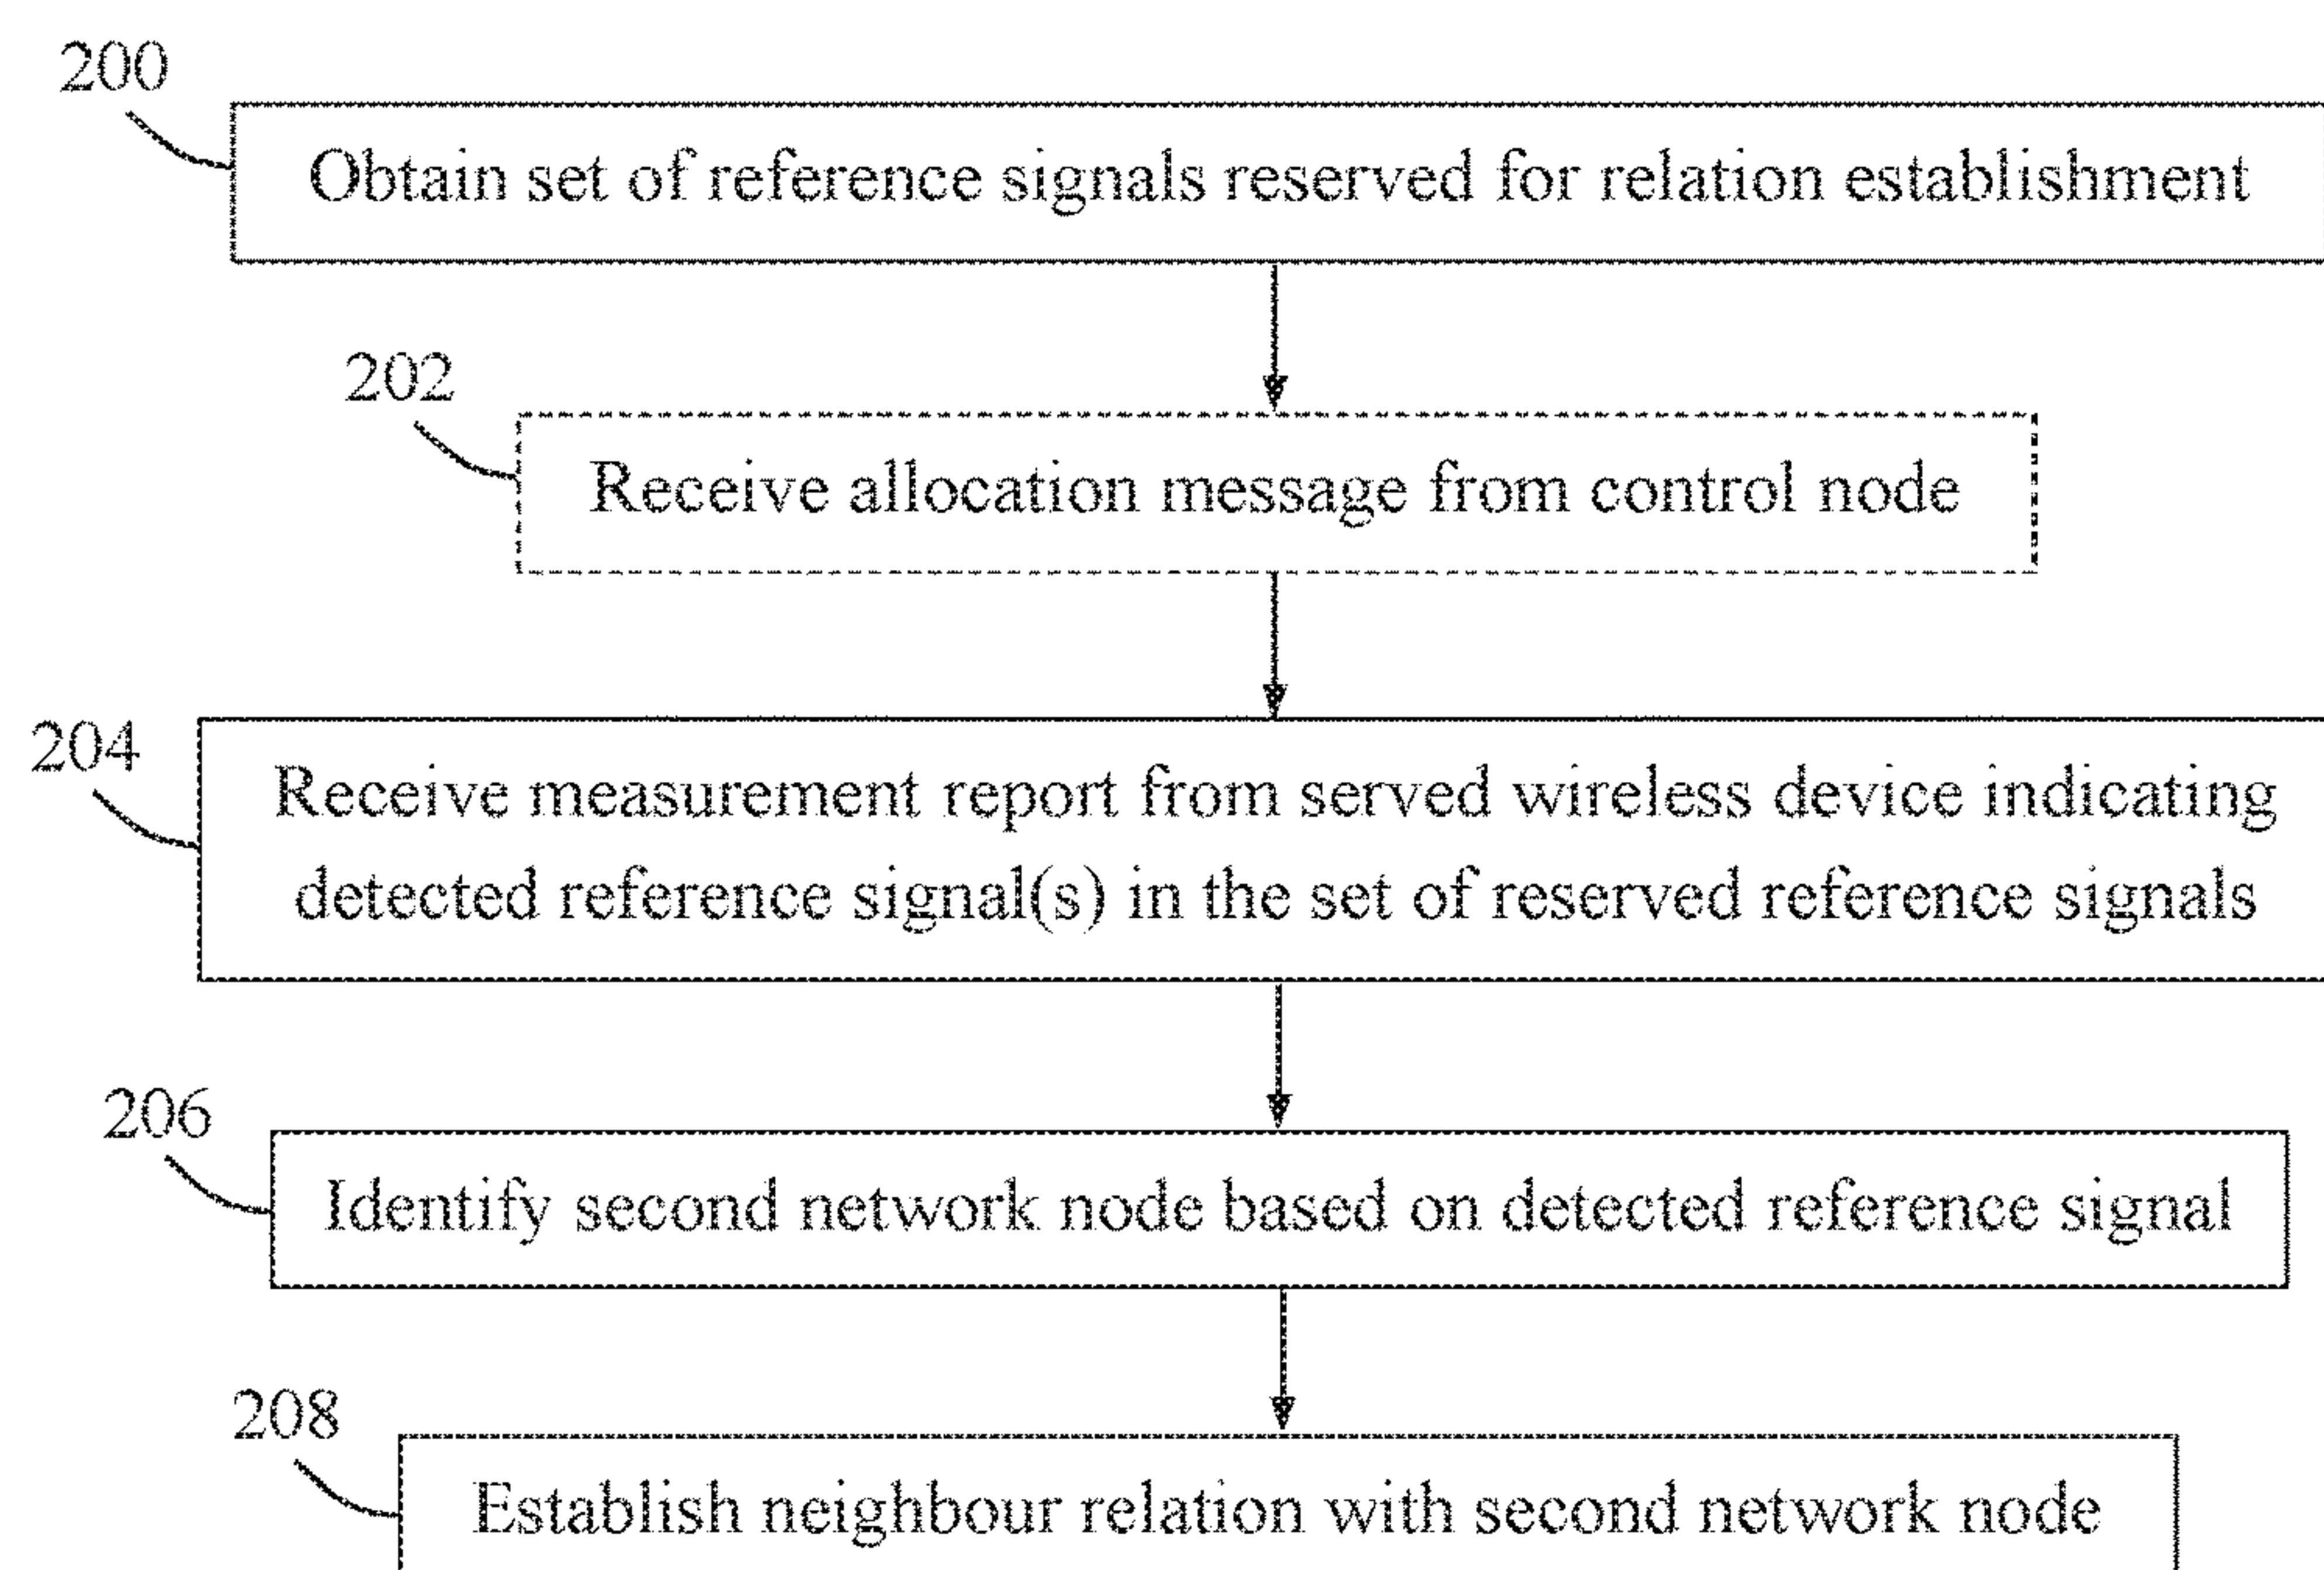 200
Obtain set of reference signals reserved for relation establishment
202
Receive allocation message from control node
204
Receive measurement report from served wireless device indicating
detected reference signal(s) in the set of reserved reference signals
206
Identify second network node based on detected reference signal
208
Establish neighbour relation with second network node